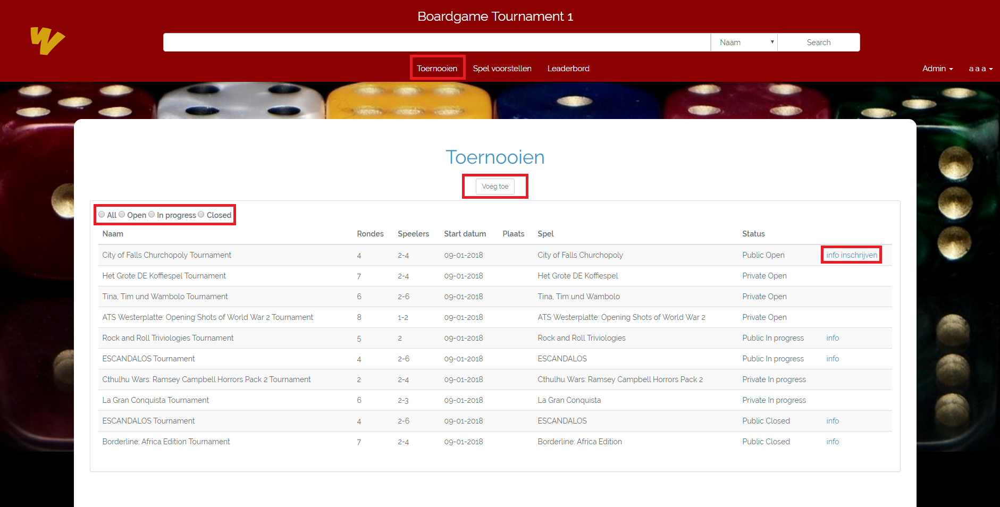 Boardgame Tournament 1
Naam Search
Toernooien Spel voorstellen Leaderbord Admin a a a
Toernooien
Voeg toe
All Open In progress Closed
Naam Rondes Speelers Start datum Plaats Spel Status
City of Falls Churchopoly Tournament 4 2-4 09-01-2018 City of Falls Churchopoly Public Open info inschrijven
Het Grote DE Koffiespel Tournament 7 2-4 09-01-2018 Het Grote DE Koffiespel Private Open
Tina, Tim und Wambolo Tournament 6 2-6 09-01-2018 Tina, Tim und Wambolo Private Open
ATS Westerplatte: Opening Shots of World War 2 Tournament 8 1-2 09-01-2018 ATS Westerplatte: Opening Shots of World War 2 Private Open
Rock and Roll Triviologies Tournament 5 2 09-01-2018 Rock and Roll Triviologies Public In progress info
ESCANDALOS Tournament 4 2-6 09-01-2018 ESCANDALOS Public In progress info
Cthulhu Wars: Ramsey Campbell Horrors Pack 2 Tournament 2 2-4 09-01-2018 Cthulhu Wars: Ramsey Campbell Horrors Pack 2 Private In progress
La Gran Conquista Tournament 6 2-3 09-01-2018 La Gran Conquista Private In progress
ESCANDALOS Tournament 4 2-6 09-01-2018 ESCANDALOS Public Closed info
Borderline: Africa Edition Tournament 7 2-4 09-01-2018 Borderline: Africa Edition Public Closed info